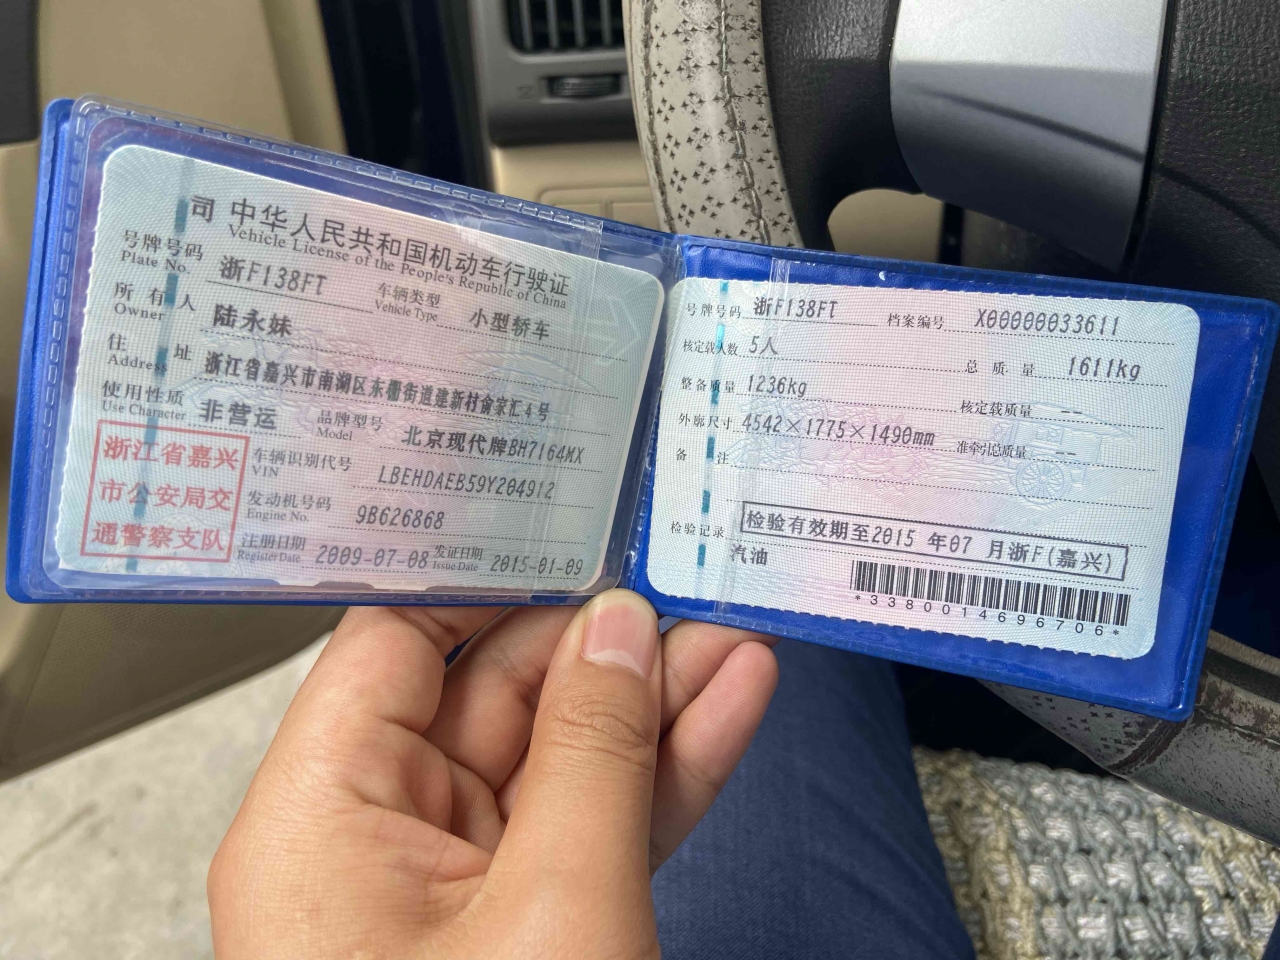 司 中华人民共和国机动车行驶证
Vehicle License of the People's Republic of China
号牌号码 浙F138FT 车辆类型 小型轿车
Plate No. Vehicle Type
所有人 陆永妹
Owner
住址 浙江省嘉兴市南湖区东栅街道建新村俞家汇4号
Address
使用性质 非营运 品牌型号 北京现代牌BH7164MX
Use Character Model
浙江省嘉兴
市公安局交
通警察支队
车辆识别代号 LBEHDAEB59Y204912
VIN
发动机号码 9B626868
Engine No.
注册日期 2009-07-08 发证日期 2015-01-09
Register Date Issue Date
号牌号码 浙F138FT 档案编号 X00000033611
核定载人数 5人 总质量 1611kg
整备质量 1236kg 核定载质量 --
外廓尺寸 4542×1775×1490mm 准牵引总质量 --
备注
检验记录 检验有效期至2015 年07 月浙F(嘉兴)
汽油
*3380014696706*